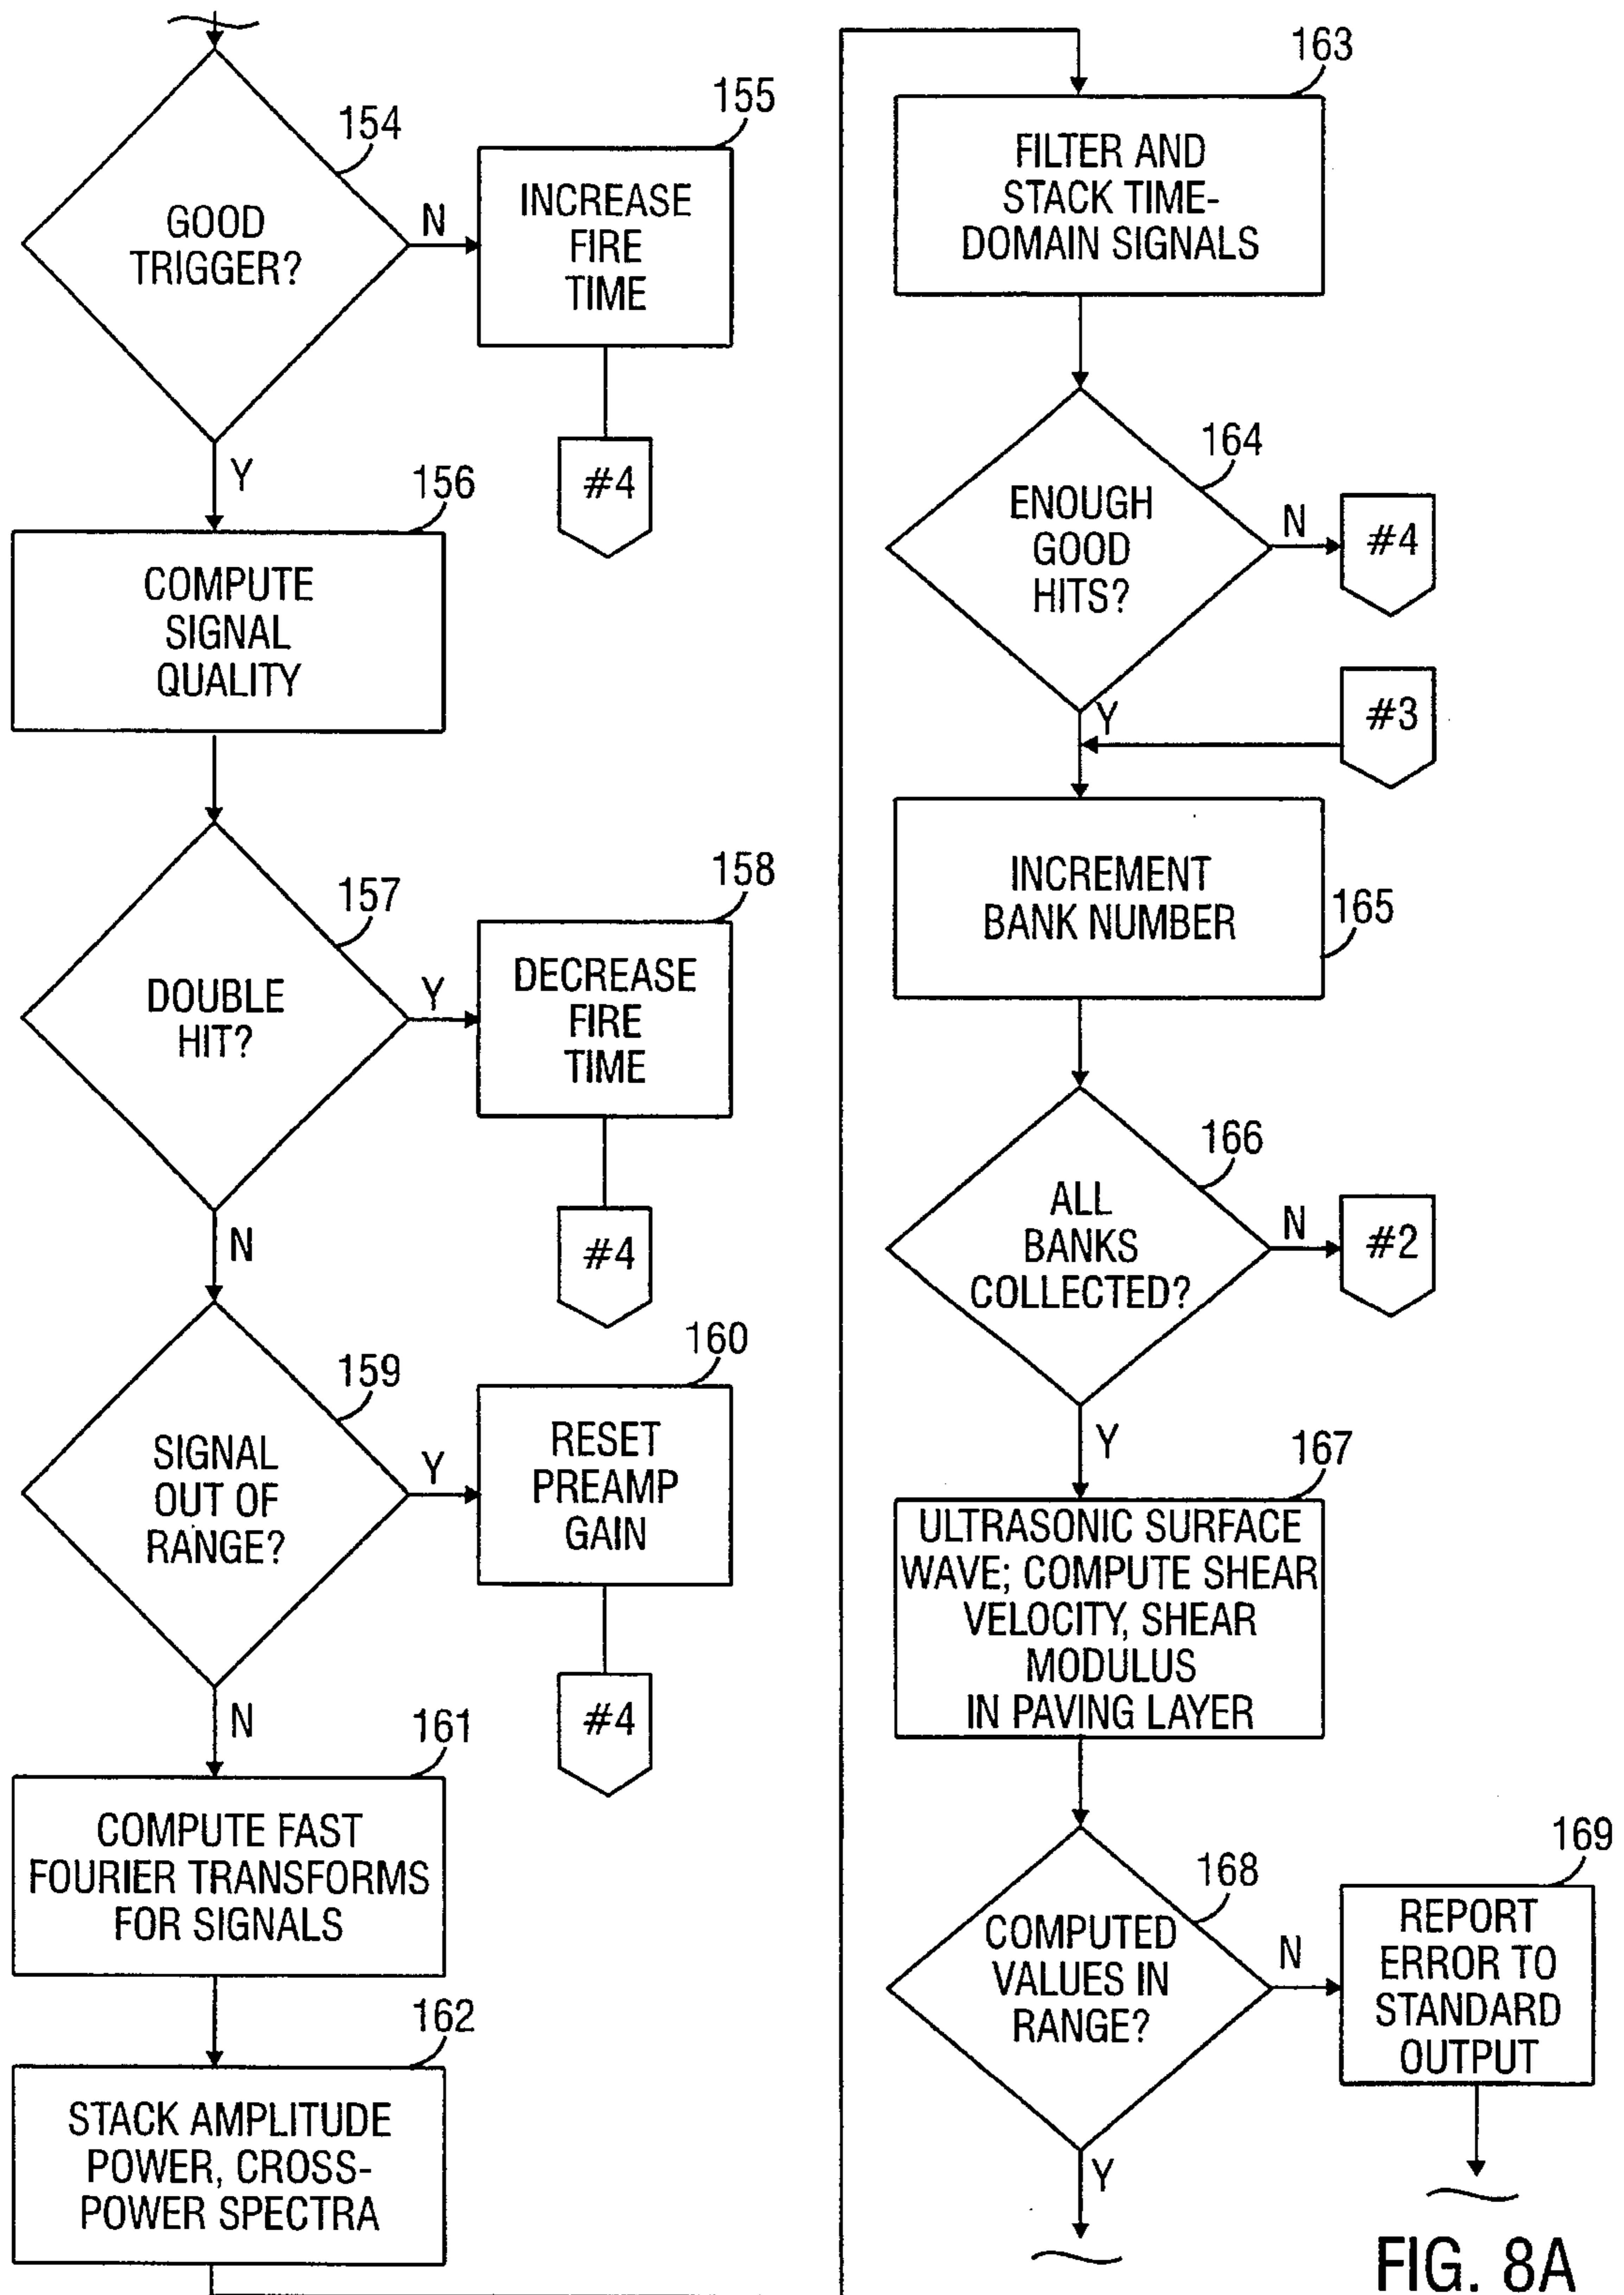 154
GOOD
TRIGGER?
N
155
INCREASE
FIRE
TIME
#4
Y
156
COMPUTE
SIGNAL
QUALITY
157
DOUBLE
HIT?
Y
158
DECREASE
FIRE
TIME
#4
N
159
SIGNAL
OUT OF
RANGE?
Y
160
RESET
PREAMP
GAIN
#4
N
161
COMPUTE FAST
FOURIER TRANSFORMS
FOR SIGNALS
162
STACK AMPLITUDE
POWER, CROSS-
POWER SPECTRA
163
FILTER AND
STACK TIME-
DOMAIN SIGNALS
164
ENOUGH
GOOD
HITS?
N
#4
Y
#3
INCREMENT
BANK NUMBER
165
166
ALL
BANKS
COLLECTED?
N
#2
Y
167
ULTRASONIC SURFACE
WAVE; COMPUTE SHEAR
VELOCITY, SHEAR
MODULUS
IN PAVING LAYER
168
COMPUTED
VALUES IN
RANGE?
N
169
REPORT
ERROR TO
STANDARD
OUTPUT
Y
FIG. 8A